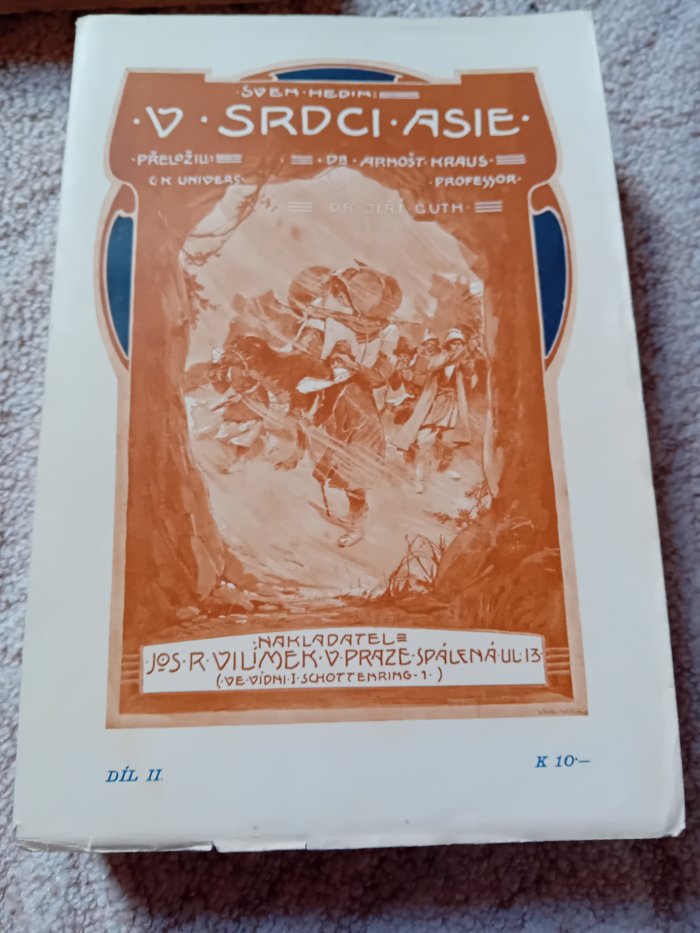 ·SVEN·HEDIN:
·V·SRDCI·ASIE·
·PŘELOŽILI: · DR·ARNOŠT·KRAUS·
C·K UNIVERS· ·PROFESSOR·
DR JIŘÍ GUTH·
:NAKLADATEL
·JOS·R·VILÍMEK·V·PRAZE·SPÁLENÁ·UL·13·
(·VE·VÍDNI·I·SCHOTTENRING·1·)
DÍL II.
K 10·—